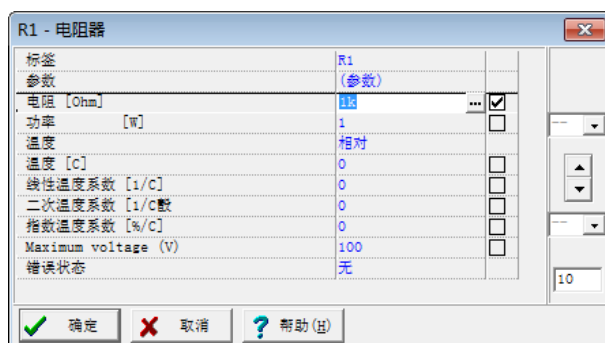 R1 - 电阻器
标签 R1
参数 (参数)
电阻 [Ohm] 1k ...
功率 [W] 1
温度 相对
温度 [C] 0
线性温度系数 [1/C] 0
二次温度系数 [1/C 0
指数温度系数 [%/C] 0
Maximum voltage (V) 100
错误状态 无
--
--
10
确定 取消 帮助(H)